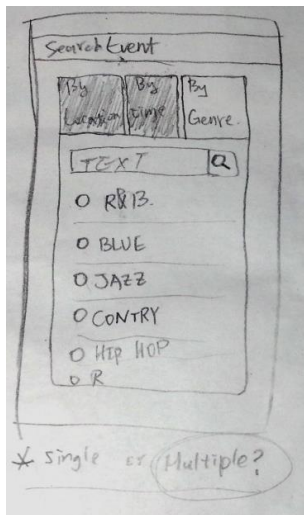 Search Event
By Location
By time
By Genre.
TEXT
R&B.
BLUE
JAZZ
CONTRY
HIP HOP
R
* Single or Multiple?